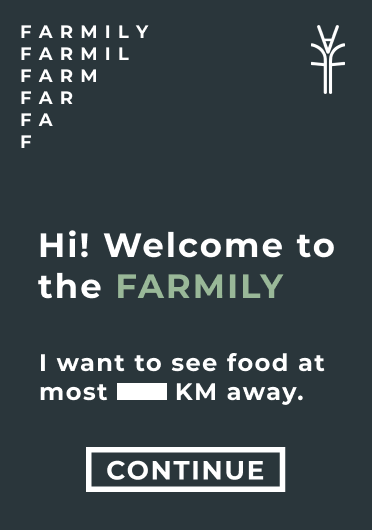 FARMILY
FARMIL
FARM
FAR
FA
F
Hi! Welcome to
the FARMILY
I want to see food at
most KM away.
CONTINUE